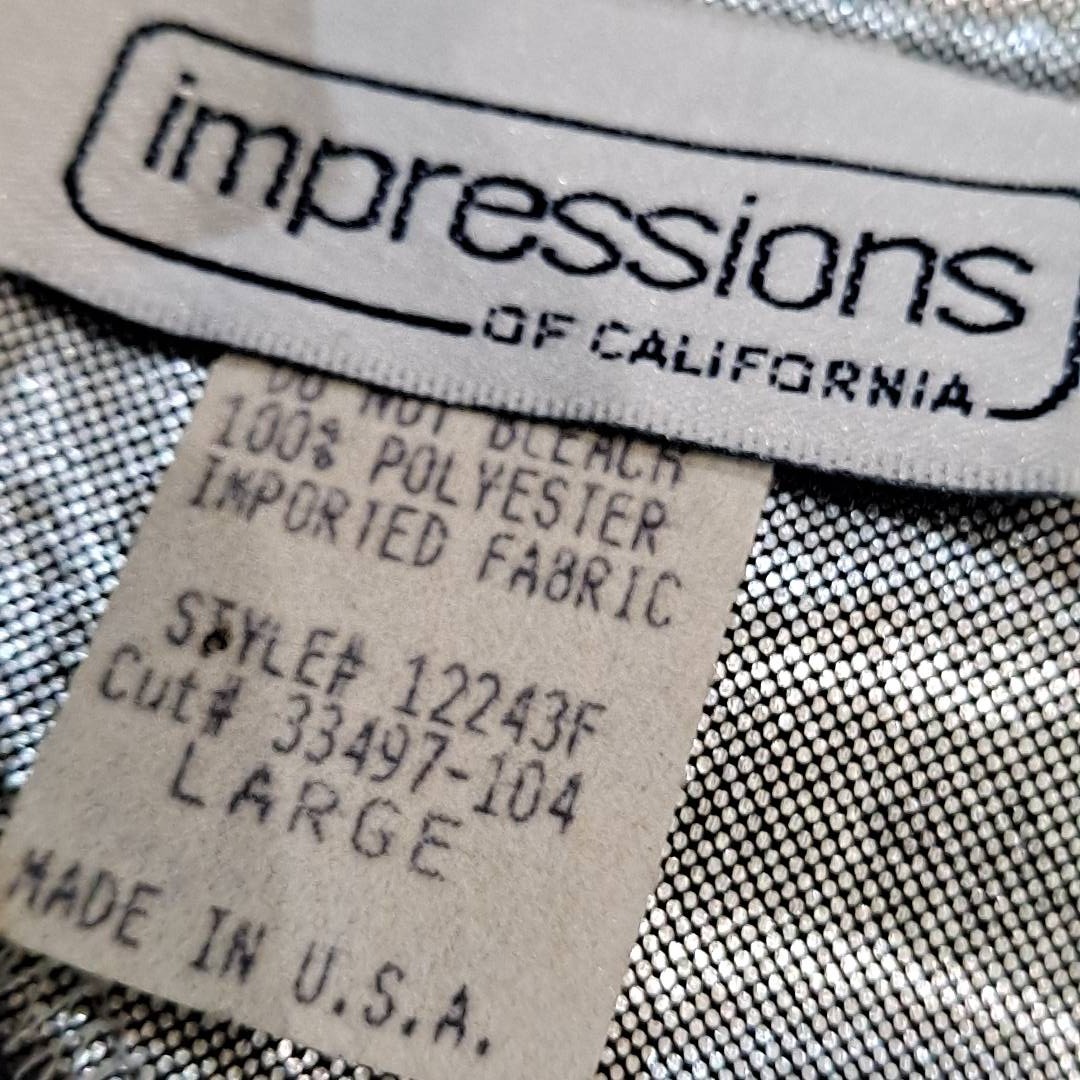 impressions
OF CALIFORNIA
DO NOT BLEACH
100% POLYESTER
IMPORTED FABRIC
STYLE# 12243F
Cut# 33497-104
LARGE
MADE IN U.S.A.